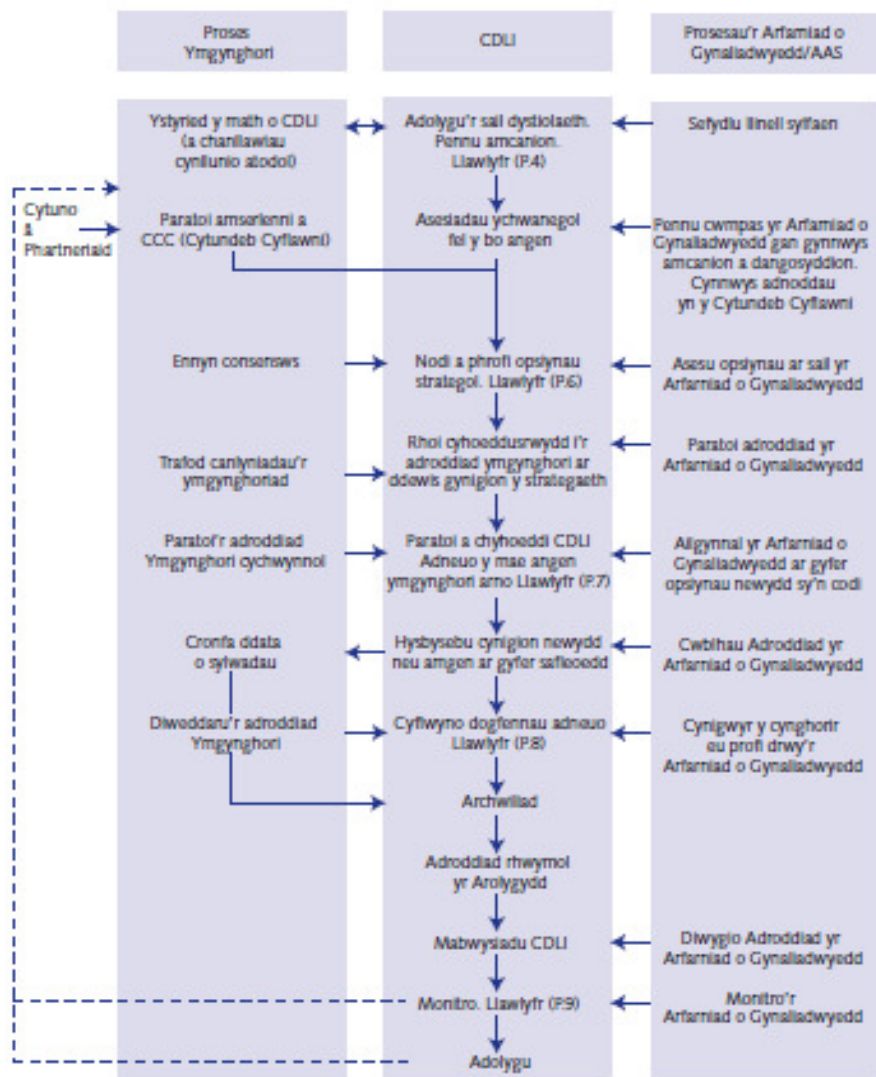 Proses
Ymgynghori
CDLl
Prosesau'r Arfarniad o
Gynaliadwyedd/AAS
Ystyried y math o CDLl
(a chanllawiau
cynllunio atodol)
Adolygu'r sail dystiolaeth.
Pennu amcanion.
Llawlyfr (P.4)
Sefydlu llinell sylfaen
Cytuno
â
Phartneriaid
Paratoi amserlenni a
CCC (Cytundeb Cyflawni)
Asesiadau ychwanegol
fel y bo angen
Pennu cwmpas yr Arfarniad o
Gynaliadwyedd gan gynnwys
amcanion a dangosyddion.
Cynnwys adnoddau
yn y Cytundeb Cyflawni
Ennyn consensws
Nodi a phrofi opsiynau
strategol. Llawlyfr (P.6)
Asesu opsiynau ar sail yr
Arfarniad o Gynaliadwyedd
Trafod canlyniadau'r
ymgynghoriad
Rhoi cyhoeddusrwydd i'r
adroddiad ymgynghori ar
ddewis gynigion y strategaeth
Paratoi adroddiad yr
Arfarniad o Gynaliadwyedd
Paratoi'r adroddiad
Ymgynghori cychwynnol
Paratoi a chyhoeddi CDLl
Adneuo y mae angen
ymgynghori arno Llawlyfr (P.7)
Ailgynnal yr Arfarniad o
Gynaliadwyedd ar gyfer
opsiynau newydd sy'n codi
Cronfa ddata
o sylwadau
Hysbysebu cynigion newydd
neu amgen ar gyfer safleoedd
Cwblhau Adroddiad yr
Arfarniad o Gynaliadwyedd
Diweddaru'r adroddiad
Ymgynghori
Cyflwyno dogfennau adneuo
Llawlyfr (P.8)
Cynigwyr y cynghorir
eu profi drwy'r
Arfarniad o Gynaliadwyedd
Archwiliad
Adroddiad rhwymol
yr Arolygydd
Mabwysiadu CDLl
Diwygio Adroddiad yr
Arfarniad o Gynaliadwyedd
Monitro. Llawlyfr (P.9)
Monitro'r
Arfarniad o Gynaliadwyedd
Adolygu